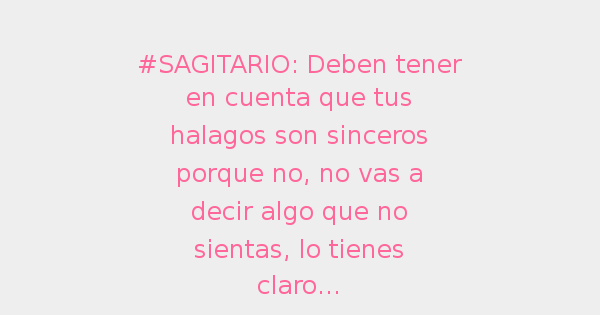 #SAGITARIO: Deben tener
en cuenta que tus
halagos son sinceros
porque no, no vas a
decir algo que no
sientas, lo tienes
claro...